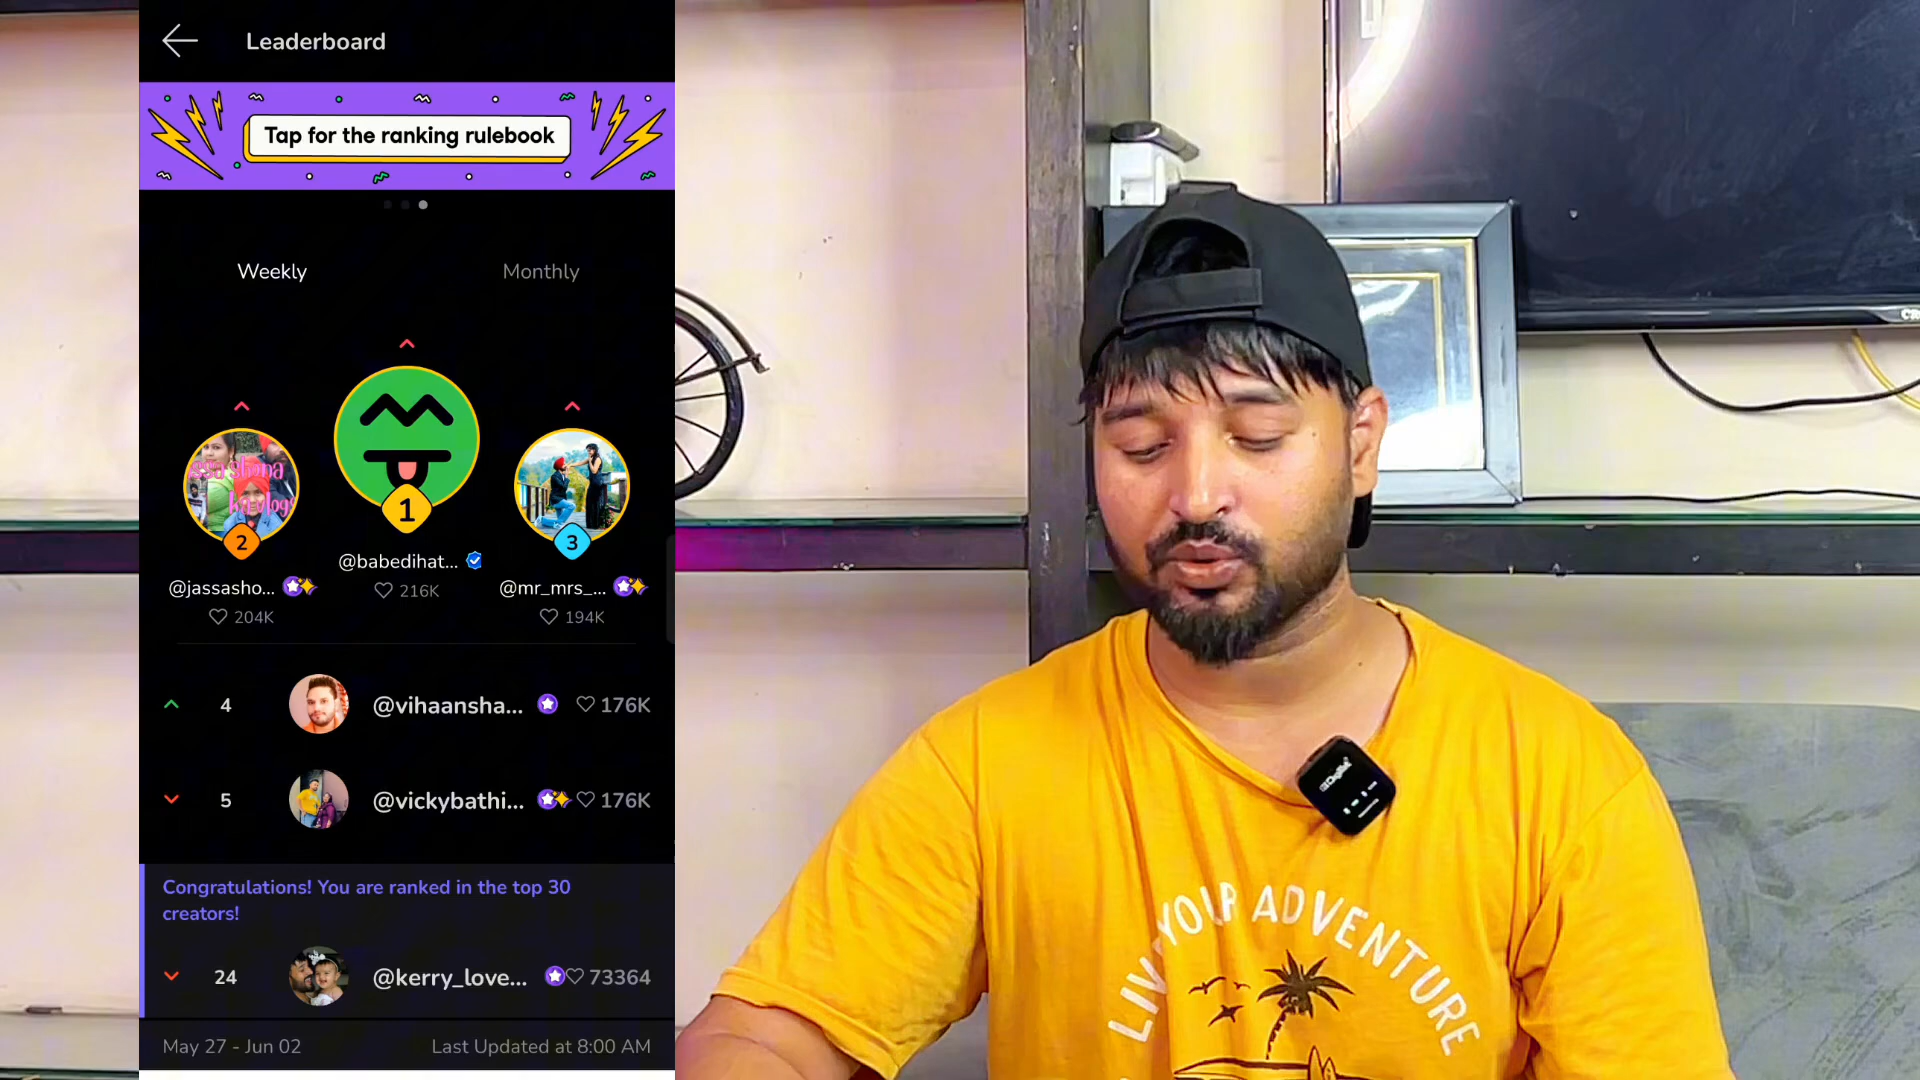 Leaderboard
Tap for the ranking rulebook
Weekly
Monthly
1
2
3
@babedihat...
216K
@jassasho...
204K
@mr_mrs_...
194K
4 @vihaansha... 176K
5 @vickybathi... 176K
Congratulations! You are ranked in the top 30
creators!
24 @kerry_love... 73364
May 27 - Jun 02
Last Updated at 8:00 AM
YOUR ADVENTURE